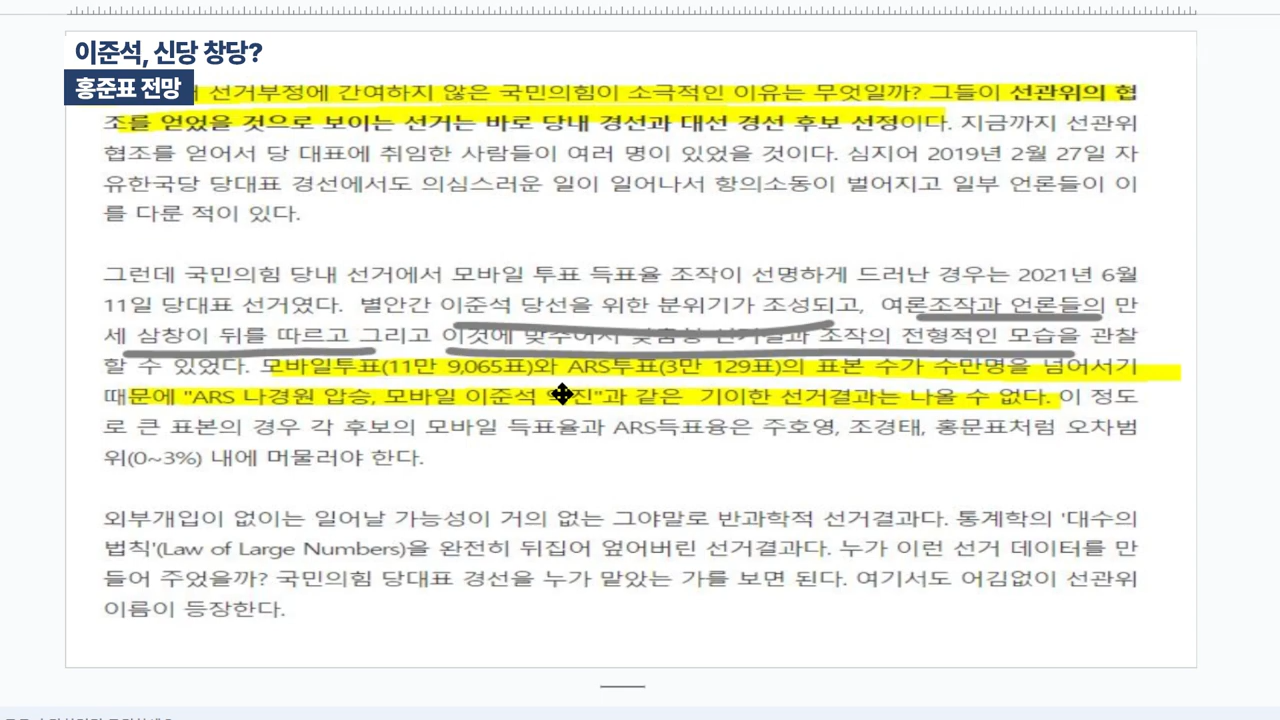 이준석, 신당 창당?
홍준표 전망
선거부정에 간여하지 않은 국민의힘이 소극적인 이유는 무엇일까? 그들이 선관위의 협
조를 얻었을 것으로 보이는 선거는 바로 당내 경선과 대선 경선 후보 선정이다. 지금까지 선관위
협조를 얻어서 당 대표에 취임한 사람들이 여러 명이 있었을 것이다. 심지어 2019년 2월 27일 자
유한국당 당대표 경선에서도 의심스러운 일이 일어나서 항의소동이 벌어지고 일부 언론들이 이
를 다룬 적이 있다.
그런데 국민의힘 당내 선거에서 모바일 투표 득표율 조작이 선명하게 드러난 경우는 2021년 6월
11일 당대표 선거였다. 별안간 이준석 당선을 위한 분위기가 조성되고, 여론조작과 언론들의 만
세 삼창이 뒤를 따르고 그리고 이것에 맞추어서 맞춤형 선거결과 조작의 전형적인 모습을 관찰
할 수 있었다. 모바일투표(11만 9,065표)와 ARS투표(3만 129표)의 표본 수가 수만명을 넘어서기
때문에 "ARS 나경원 압승, 모바일 이준석 진"과 같은 기이한 선거결과는 나올 수 없다. 이 정도
로 큰 표본의 경우 각 후보의 모바일 득표율과 ARS득표율은 주호영, 조경태, 홍문표처럼 오차범
위(0~3%) 내에 머물러야 한다.
외부개입이 없이는 일어날 가능성이 거의 없는 그야말로 반과학적 선거결과다. 통계학의 '대수의
법칙'(Law of Large Numbers)을 완전히 뒤집어 엎어버린 선거결과다. 누가 이런 선거 데이터를 만
들어 주었을까? 국민의힘 당대표 경선을 누가 맡았는 가를 보면 된다. 여기서도 어김없이 선관위
이름이 등장한다.